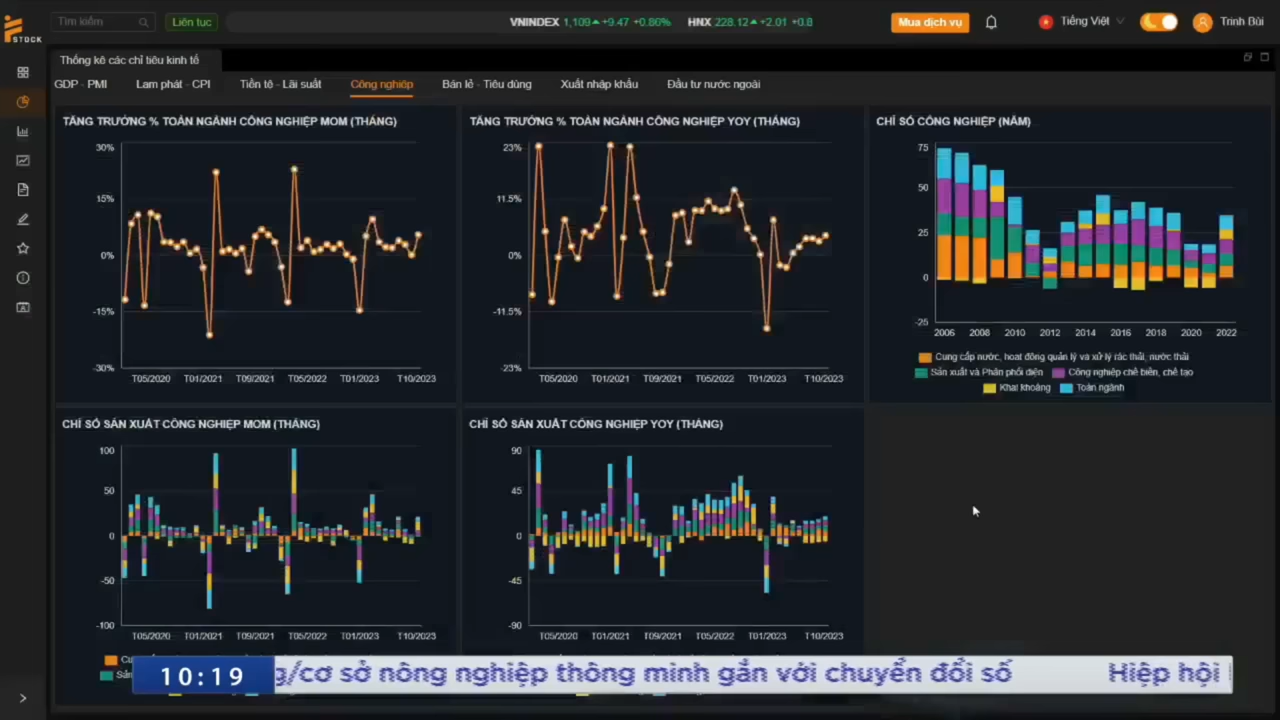 STOCK
Tìm kiếm
Liên tục
VNINDEX 1,109 +9.47 +0.86% HNX 228.12 +2.01 +0.8
Mua dịch vụ
Tiếng Việt
Trinh Bùi
Thống kê các chỉ tiêu kinh tế
GDP - PMI Lạm phát - CPI Tiền tệ - Lãi suất Công nghiệp Bán lẻ - Tiêu dùng Xuất nhập khẩu Đầu tư nước ngoài
TĂNG TRƯỞNG % TOÀN NGÀNH CÔNG NGHIỆP MOM (THÁNG)
30%
15%
0%
-15%
-30%
T05/2020 T01/2021 T09/2021 T05/2022 T01/2023 T10/2023
TĂNG TRƯỞNG % TOÀN NGÀNH CÔNG NGHIỆP YOY (THÁNG)
23%
11.5%
0%
-11.5%
-23%
T05/2020 T01/2021 T09/2021 T05/2022 T01/2023 T10/2023
CHỈ SỐ CÔNG NGHIỆP (NĂM)
75
50
25
0
-25
2006 2008 2010 2012 2014 2016 2018 2020 2022
Cung cấp nước, hoạt động quản lý và xử lý rác thải, nước thải
Sản xuất và Phân phối điện Công nghiệp chế biến, chế tạo
Khai khoáng Toàn ngành
CHỈ SỐ SẢN XUẤT CÔNG NGHIỆP MOM (THÁNG)
100
50
0
-50
-100
T05/2020 T01/2021 T09/2021 T05/2022 T01/2023 T10/2023
CHỈ SỐ SẢN XUẤT CÔNG NGHIỆP YOY (THÁNG)
90
45
0
-45
-90
T05/2020 T01/2021 T09/2021 T05/2022 T01/2023 T10/2023
10:19 g/cơ sở nông nghiệp thông minh gắn với chuyển đổi số Hiệp hội